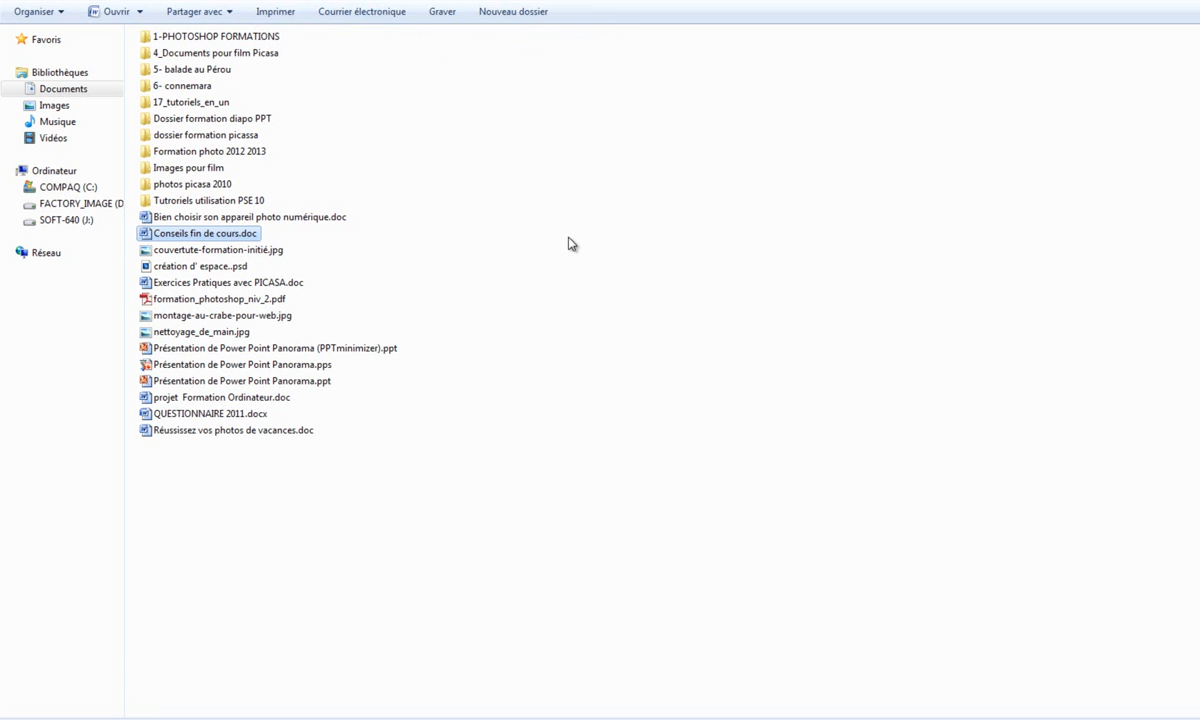 Organiser Ouvrir Partager avec Imprimer Courrier électronique Graver Nouveau dossier
Favoris
Bibliothèques
Documents
Images
Musique
Vidéos
Ordinateur
COMPAQ (C:)
FACTORY_IMAGE (D
SOFT-640 (J:)
Réseau
1-PHOTOSHOP FORMATIONS
4_Documents pour film Picasa
5- balade au Pérou
6- connemara
17_tutoriels_en_un
Dossier formation diapo PPT
dossier formation picassa
Formation photo 2012 2013
Images pour film
photos picasa 2010
Tutroriels utilisation PSE 10
Bien choisir son appareil photo numérique.doc
Conseils fin de cours.doc
couvertute-formation-initié.jpg
création d' espace..psd
Exercices Pratiques avec PICASA.doc
formation_photoshop_niv_2.pdf
montage-au-crabe-pour-web.jpg
nettoyage_de_main.jpg
Présentation de Power Point Panorama (PPTminimizer).ppt
Présentation de Power Point Panorama.pps
Présentation de Power Point Panorama.ppt
projet  Formation Ordinateur.doc
QUESTIONNAIRE 2011.docx
Réussissez vos photos de vacances.doc